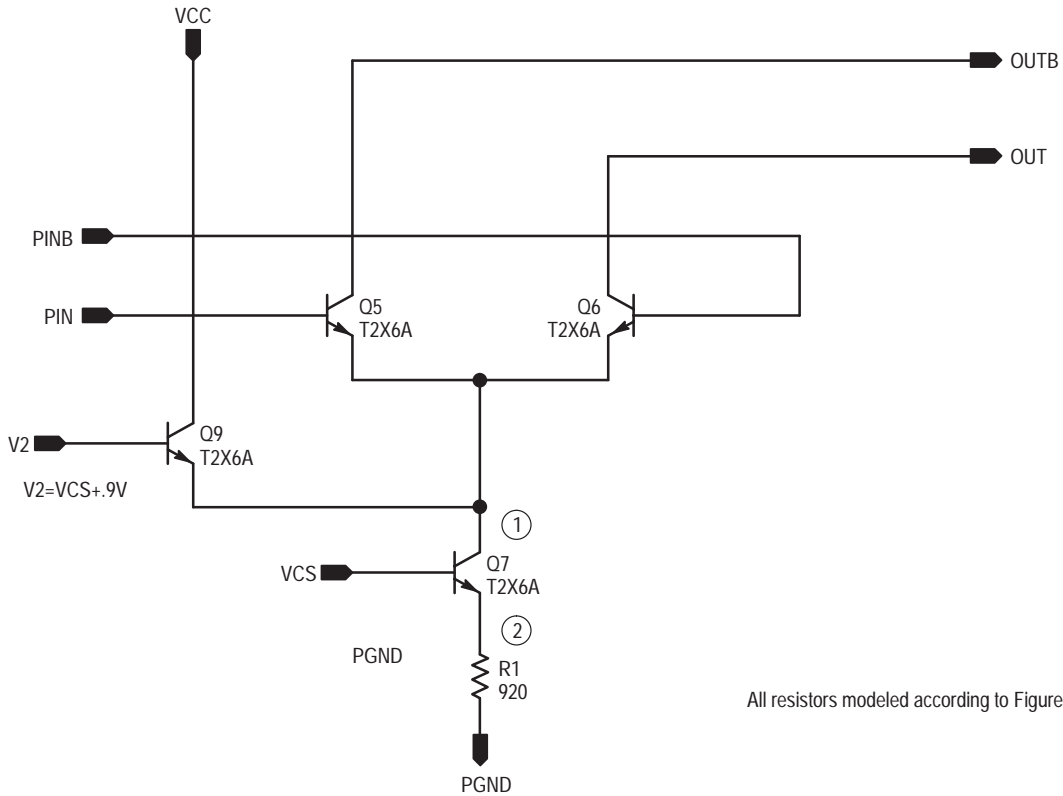 VCC
OUTB
OUT
PINB
PIN
Q5
T2X6A
Q6
T2X6A
V2
Q9
T2X6A
V2=VCS+.9V
1
VCS
Q7
T2X6A
2
PGND
R1
920
All resistors modeled according to Figure
PGND